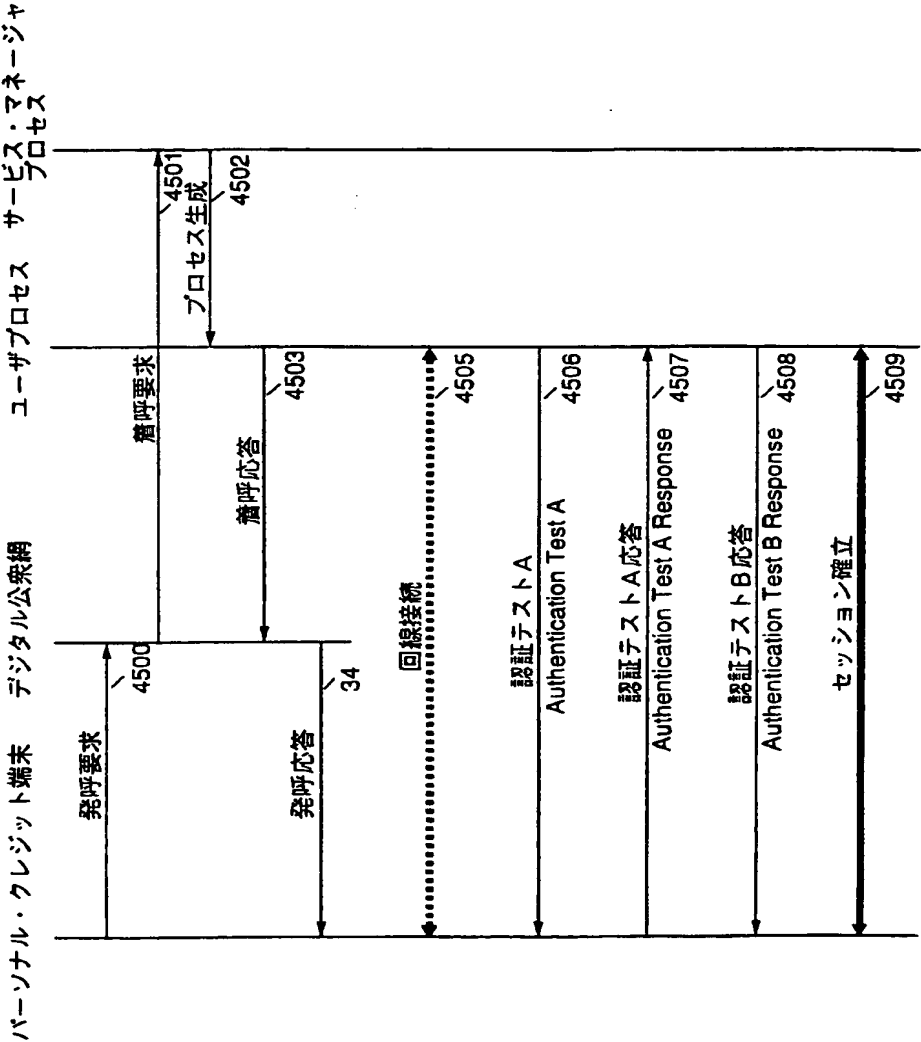 パーソナル・クレジット端末
デジタル公衆網
ユーザプロセス
サービス・マネージャ
プロセス
発呼要求
4500
着呼要求
4501
プロセス生成
4502
着呼応答
4503
発呼応答
34
回線接続
4505
認証テストA
Authentication Test A
4506
認証テストA応答
Authentication Test A Response
4507
認証テストB応答
Authentication Test B Response
4508
セッション確立
4509